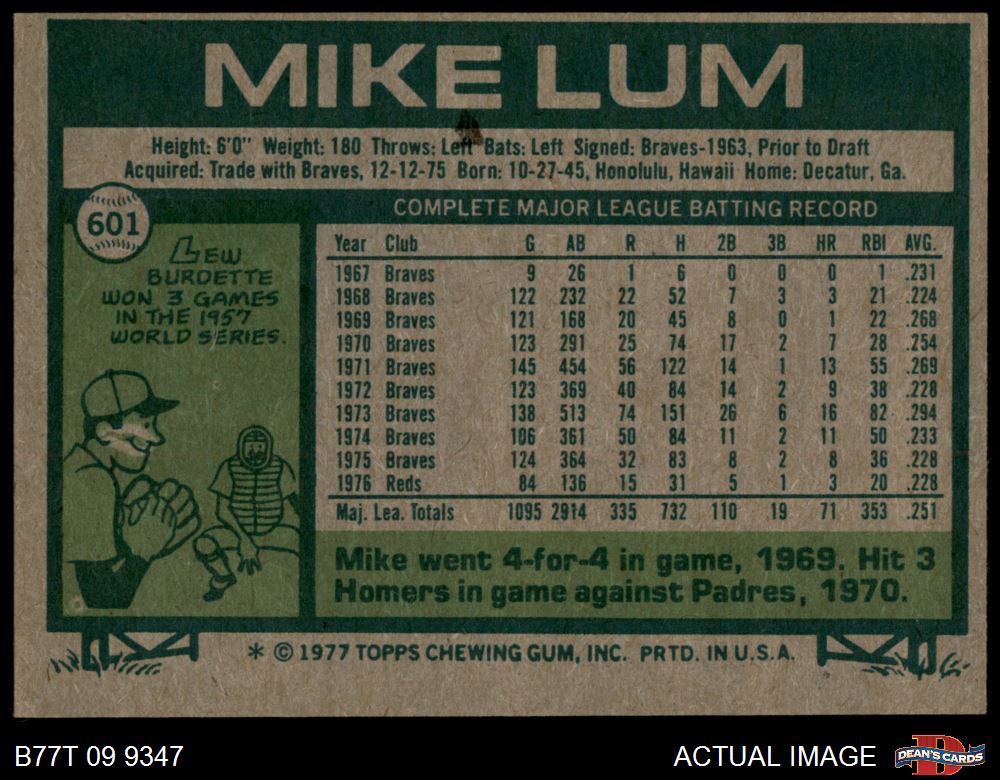 MIKE LUM
Height: 6'0" Weight: 180 Throws: Left Bats: Left Signed: Braves-1963, Prior to Draft
Acquired: Trade with Braves, 12-12-75 Born: 10-27-45, Honolulu, Hawaii Home: Decatur, Ga.
601
LEW
BURDETTE
WON 3 GAMES
IN THE 1957
WORLD SERIES.
COMPLETE MAJOR LEAGUE BATTING RECORD
Year Club G AB R H 2B 3B HR RBI AVG.
1967 Braves 9 26 1 6 0 0 0 1 .231
1968 Braves 122 232 22 52 7 3 3 21 .224
1969 Braves 121 168 20 45 8 0 1 22 .268
1970 Braves 123 291 25 74 17 2 7 28 .254
1971 Braves 145 454 56 122 14 1 13 55 .269
1972 Braves 123 369 40 84 14 2 9 38 .228
1973 Braves 138 513 74 151 26 6 16 82 .294
1974 Braves 106 361 50 84 11 2 11 50 .233
1975 Braves 124 364 32 83 8 2 8 36 .228
1976 Reds 84 136 15 31 5 1 3 20 .228
Maj. Lea. Totals 1095 2914 335 732 110 19 71 353 .251
Mike went 4-for-4 in game, 1969. Hit 3
Homers in game against Padres, 1970.
* © 1977 TOPPS CHEWING GUM, INC. PRTD. IN U.S.A.
B77T 09 9347
ACTUAL IMAGE
D
DEAN'S CARDS